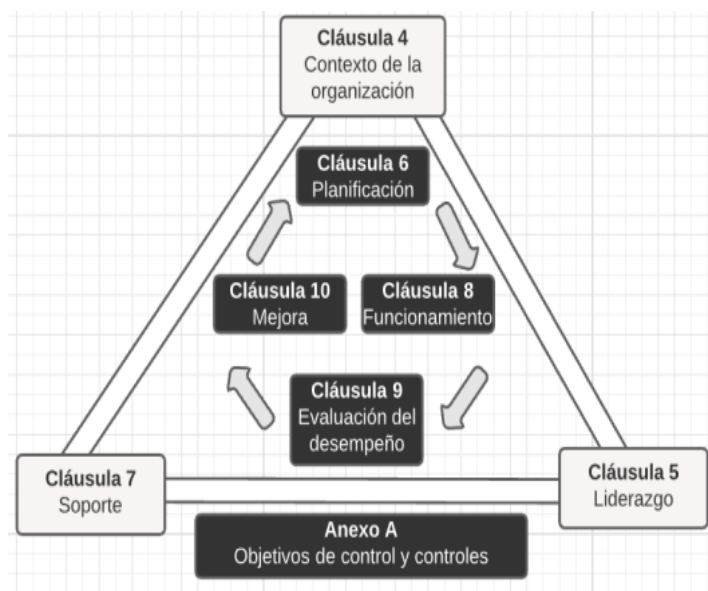 Cláusula 4
Contexto de la
organización
Cláusula 6
Planificación
Cláusula 10
Mejora
Cláusula 8
Funcionamiento
Cláusula 9
Evaluación del
desempeño
Cláusula 7
Soporte
Cláusula 5
Liderazgo
Anexo A
Objetivos de control y controles